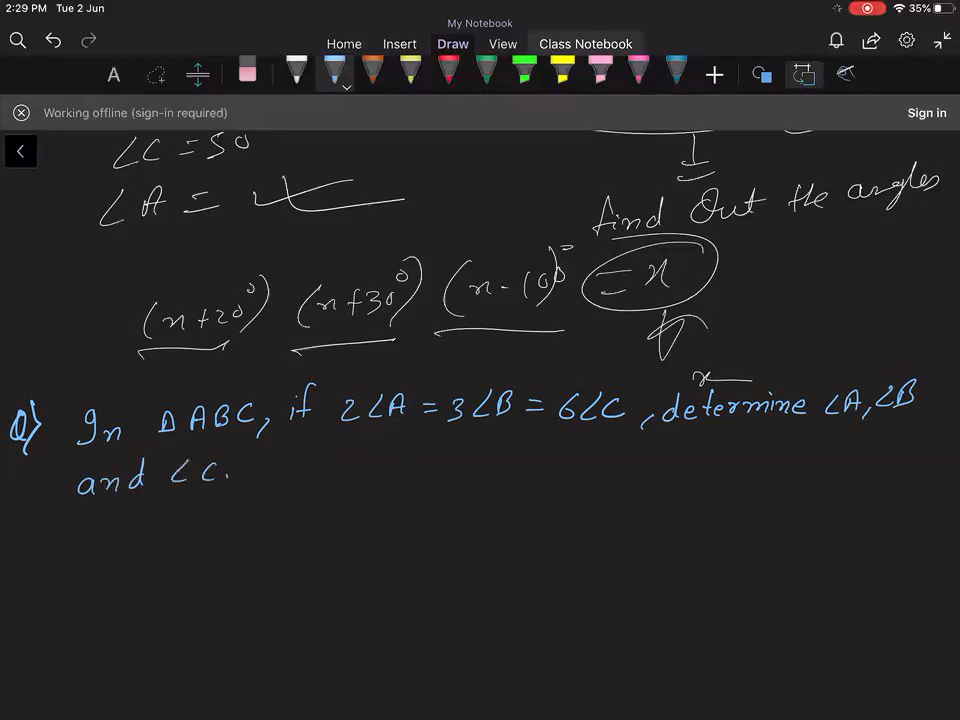 2:29 PM Tue 2 Jun 35%
My Notebook
Home Insert Draw View Class Notebook
A
Working offline (sign-in required) Sign in
∠C = 50
∠A =
find Out the angles
(x+20°) (x+30°) (x-10)° = x
x
Q) In ΔABC, if 2∠A = 3∠B = 6∠C, determine ∠A, ∠B
and ∠C.